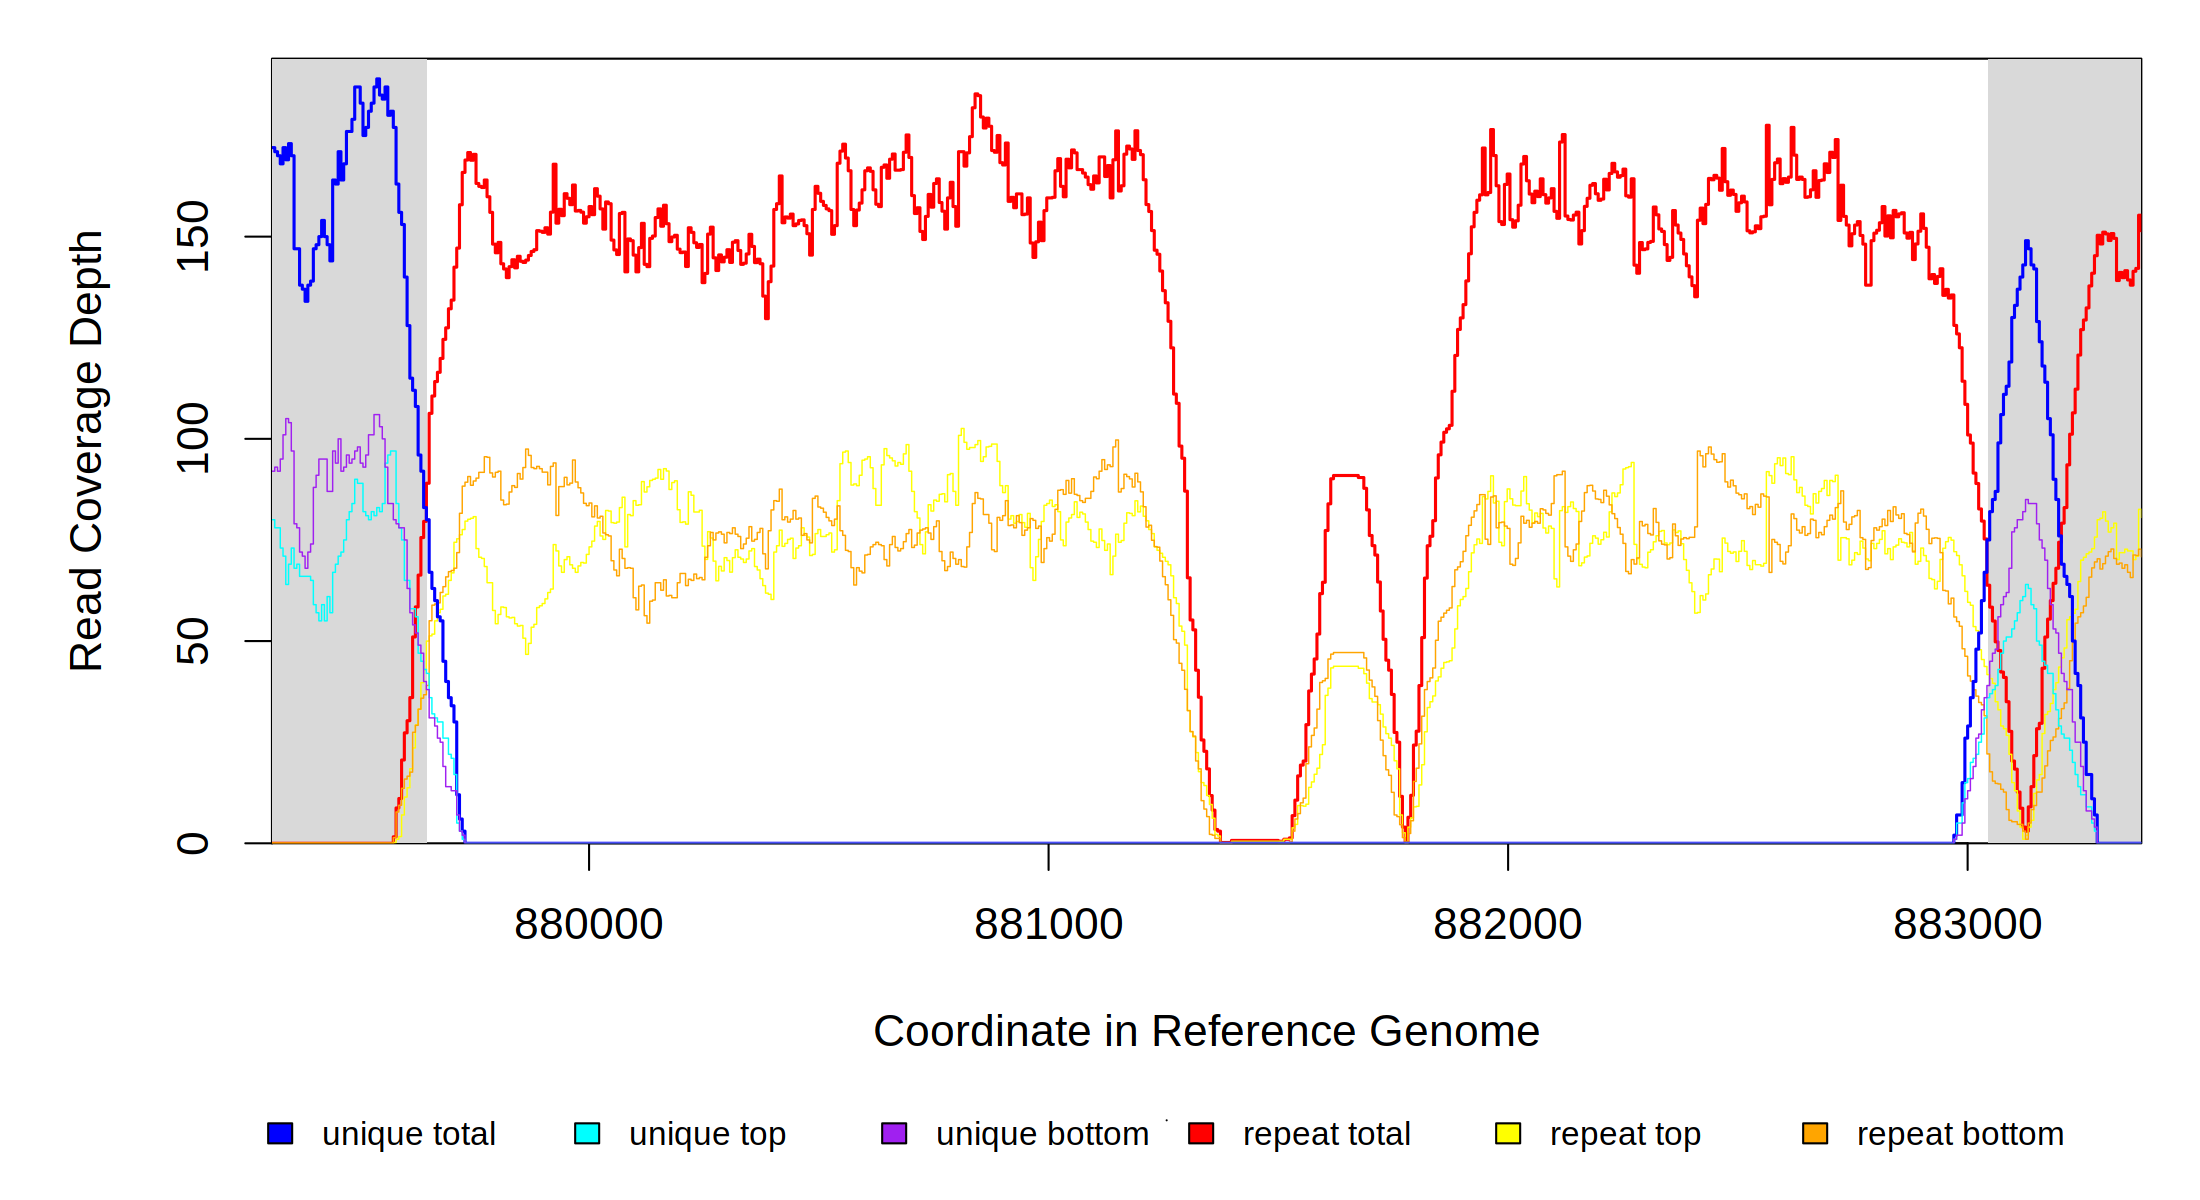 Read Coverage Depth
150
100
50
0
880000 881000 882000 883000
Coordinate in Reference Genome
unique total unique top unique bottom repeat total repeat top repeat bottom